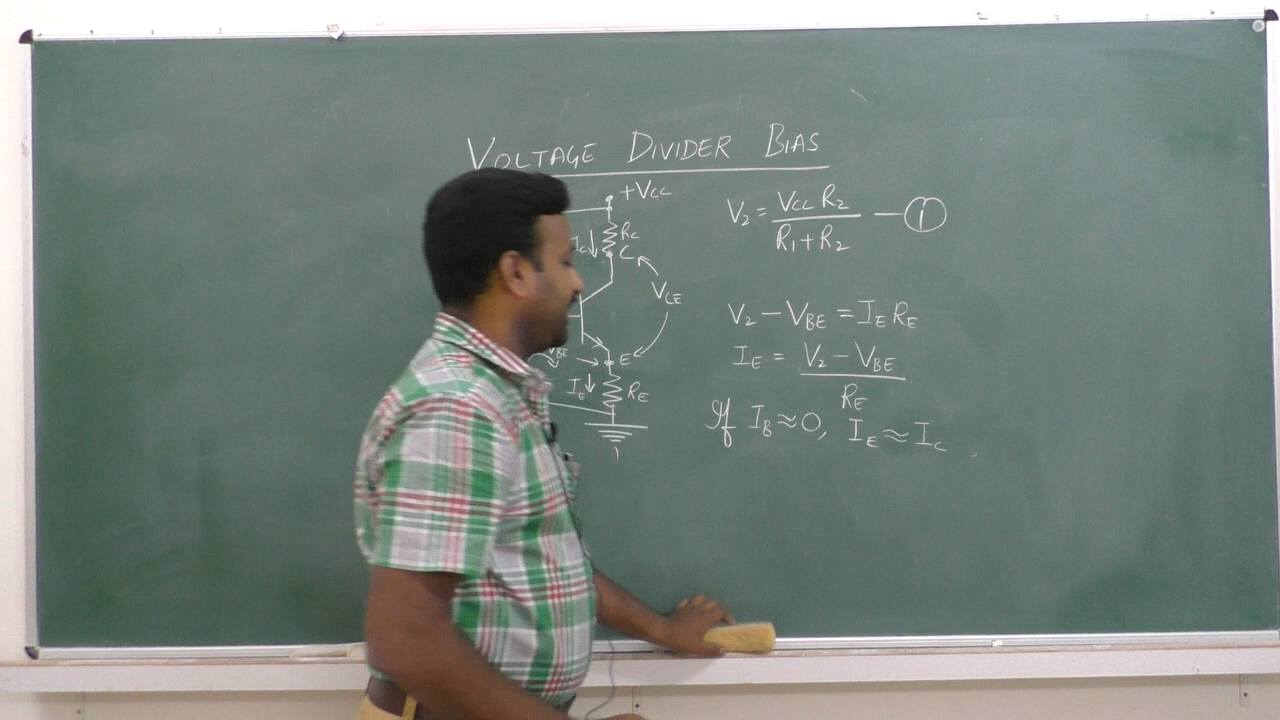 VOLTAGE DIVIDER BIAS
+VCC
RC
IC
C
VCE
VBE
E
IE
RE
V2 = VCC R2 / R1+R2 — 1
V2 − VBE = IE RE
IE = V2 − VBE / RE
If IB ≈ 0, IE ≈ IC